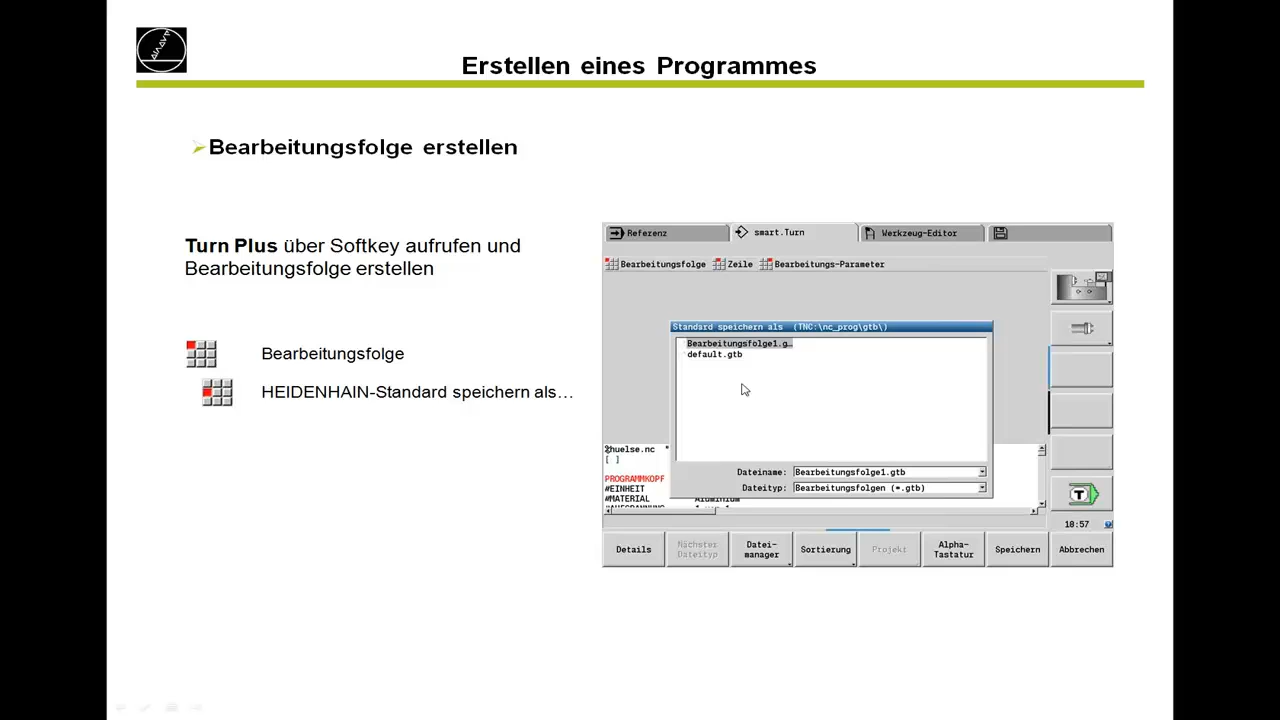 Erstellen eines Programmes
Bearbeitungsfolge erstellen
Turn Plus über Softkey aufrufen und
Bearbeitungsfolge erstellen
Bearbeitungsfolge
HEIDENHAIN-Standard speichern als…
Referenz
smart.Turn
Werkzeug-Editor
Bearbeitungsfolge Zeile Bearbeitungs-Parameter
Standard speichern als (TNC:\nc_prog\gtb\)
Bearbeitungsfolge1.g…
default.gtb
Dateiname: Bearbeitungsfolge1.gtb
Dateityp: Bearbeitungsfolgen (*.gtb)
huelse.nc *
[ ]
PROGRAMMKOPF
#EINHEIT
#MATERIAL Aluminium
T
10:57
Details
Nächster
Dateityp
Datei-
manager
Sortierung
Projekt
Alpha-
Tastatur
Speichern
Abbrechen